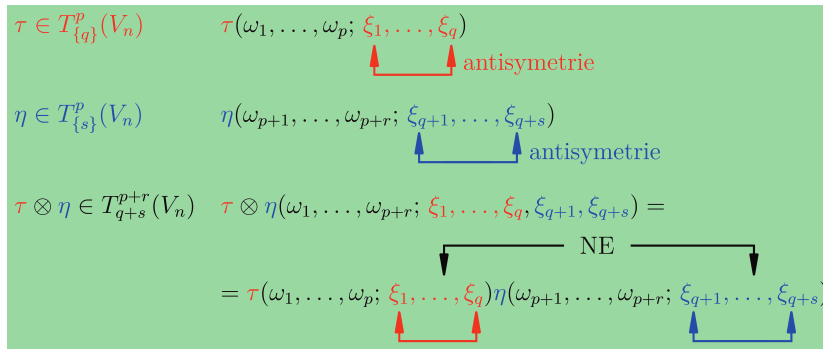 τ ∈ T^p_{{q}}(V_n) τ(ω_1, . . . , ω_p; ξ_1, . . . , ξ_q)
antisymetrie
η ∈ T^p_{{s}}(V_n) η(ω_{p+1}, . . . , ω_{p+r}; ξ_{q+1}, . . . , ξ_{q+s})
antisymetrie
τ ⊗ η ∈ T^{p+r}_{q+s}(V_n) τ ⊗ η(ω_1, . . . , ω_{p+r}; ξ_1, . . . , ξ_q, ξ_{q+1}, ξ_{q+s}) =
NE
= τ(ω_1, . . . , ω_p; ξ_1, . . . , ξ_q)η(ω_{p+1}, . . . , ω_{p+r}; ξ_{q+1}, . . . , ξ_{q+s})